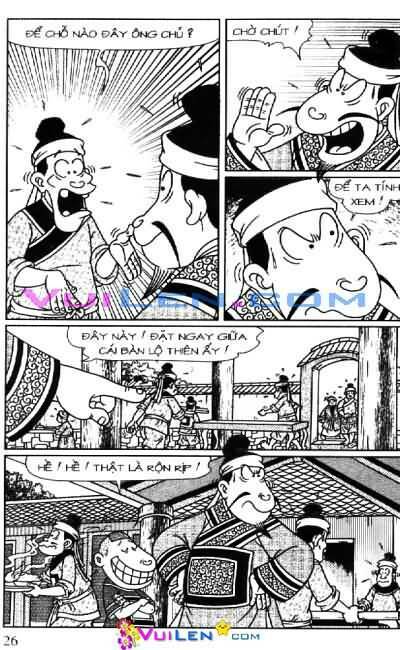 ĐỂ CHỖ NÀO ĐÂY ÔNG CHỦ?
CHỜ CHÚT!
ĐỂ TA TÍNH
XEM!
VUILEN.COM
ĐÂY NÀY! ĐẶT NGAY GIỮA
CÁI BÀN LỘ THIÊN ẤY!
HỀ! HỀ! THẬT LÀ RỘN RỊP!
26
VUILEN.COM